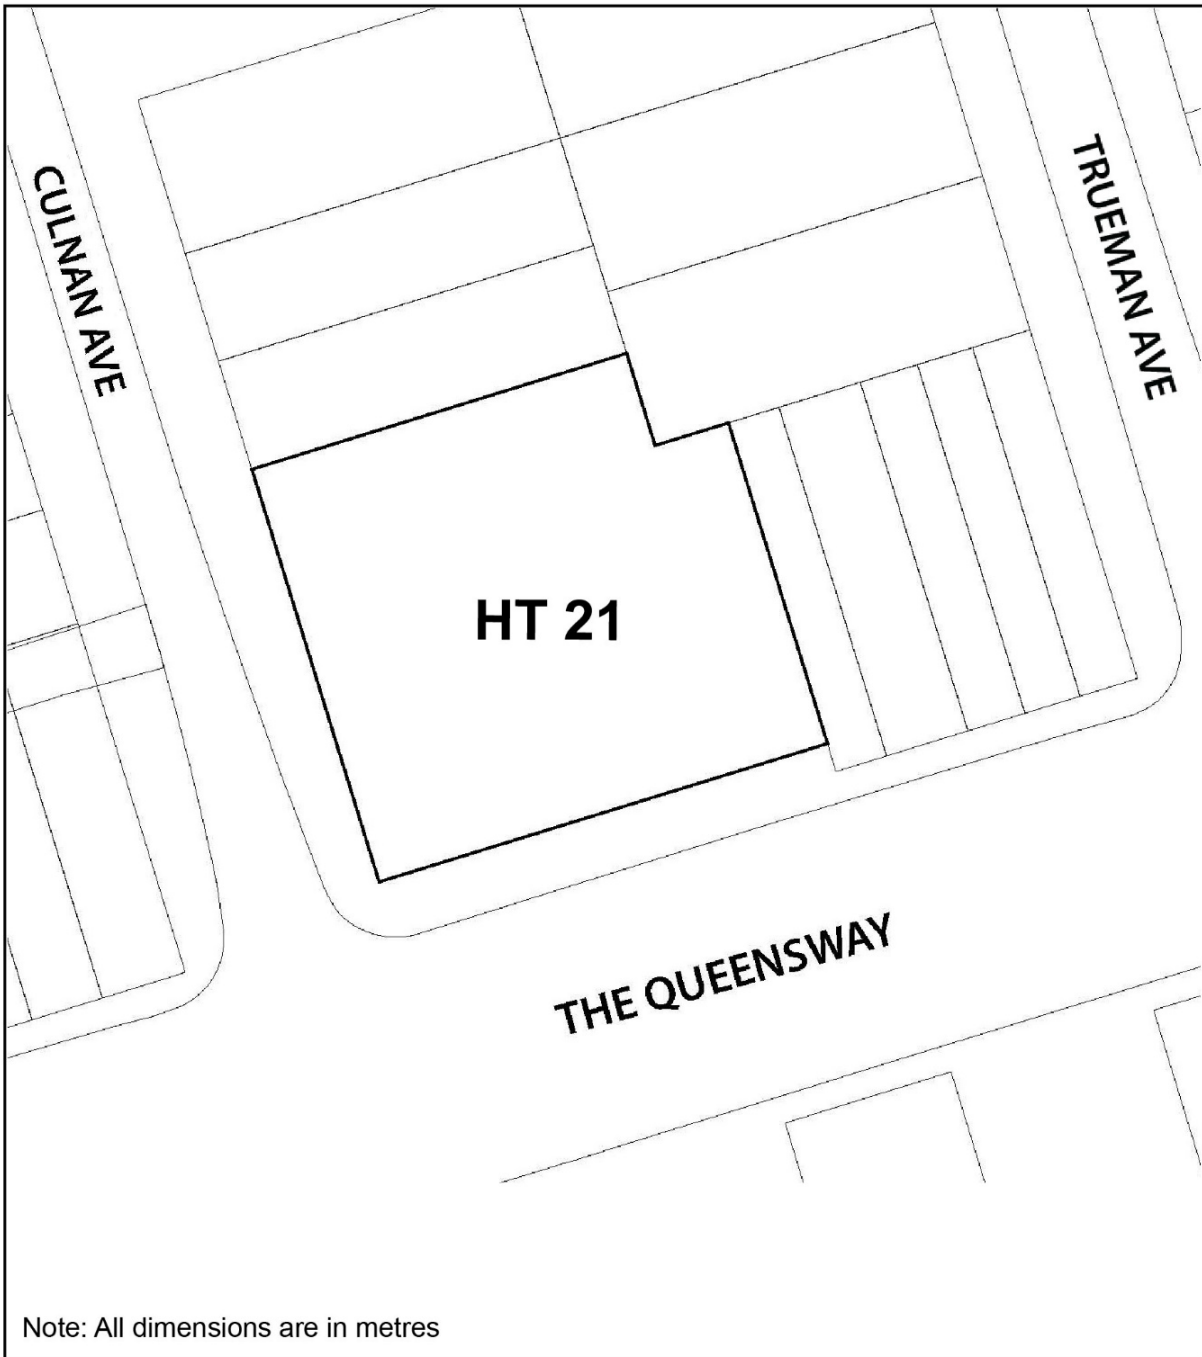 CULNAN AVE
TRUEMAN AVE
HT 21
THE QUEENSWAY
Note: All dimensions are in metres